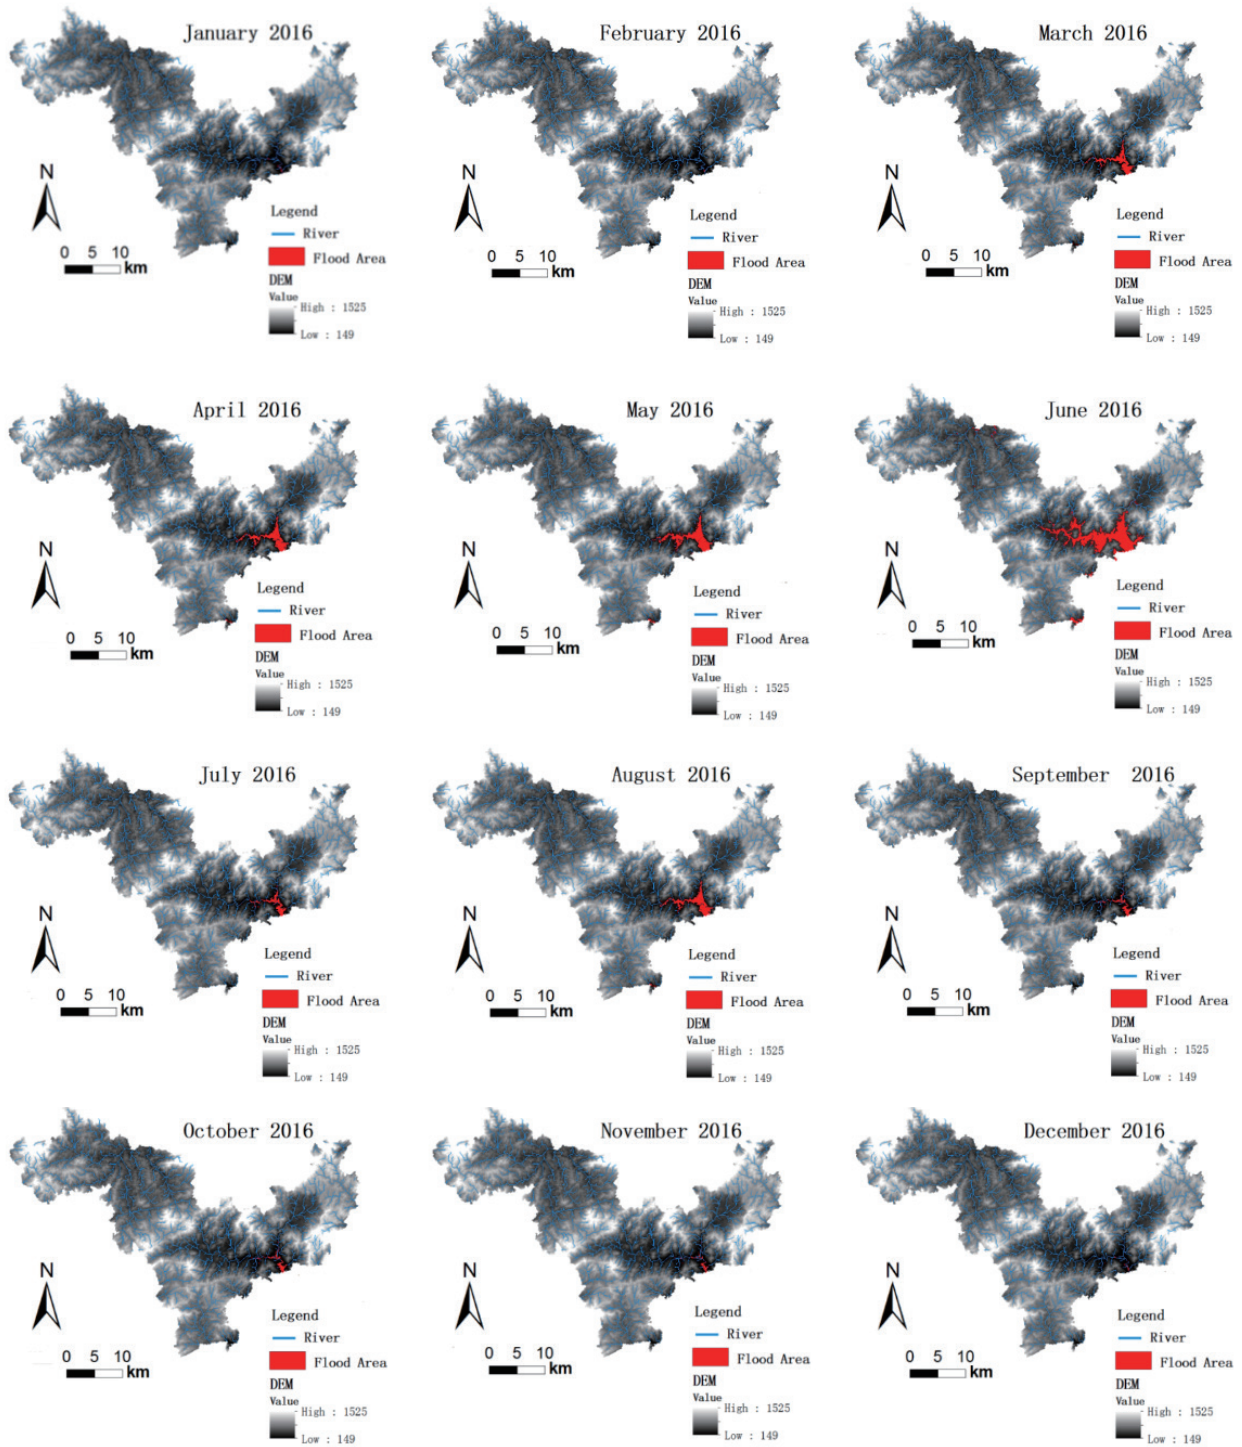 January 2016
N
0 5 10
km
Legend
River
Flood Area
DEM
Value
High : 1525
Low : 149
February 2016
N
0 5 10
km
Legend
River
Flood Area
DEM
Value
High : 1525
Low : 149
March 2016
N
0 5 10
km
Legend
River
Flood Area
DEM
Value
High : 1525
Low : 149
April 2016
N
0 5 10
km
Legend
River
Flood Area
DEM
Value
High : 1525
Low : 149
May 2016
N
0 5 10
km
Legend
River
Flood Area
DEM
Value
High : 1525
Low : 149
June 2016
N
0 5 10
km
Legend
River
Flood Area
DEM
Value
High : 1525
Low : 149
July 2016
N
0 5 10
km
Legend
River
Flood Area
DEM
Value
High : 1525
Low : 149
August 2016
N
0 5 10
km
Legend
River
Flood Area
DEM
Value
High : 1525
Low : 149
September 2016
N
0 5 10
km
Legend
River
Flood Area
DEM
Value
High : 1525
Low : 149
October 2016
N
0 5 10
km
Legend
River
Flood Area
DEM
Value
High : 1525
Low : 149
November 2016
N
0 5 10
km
Legend
River
Flood Area
DEM
Value
High : 1525
Low : 149
December 2016
N
0 5 10
km
Legend
River
Flood Area
DEM
Value
High : 1525
Low : 149